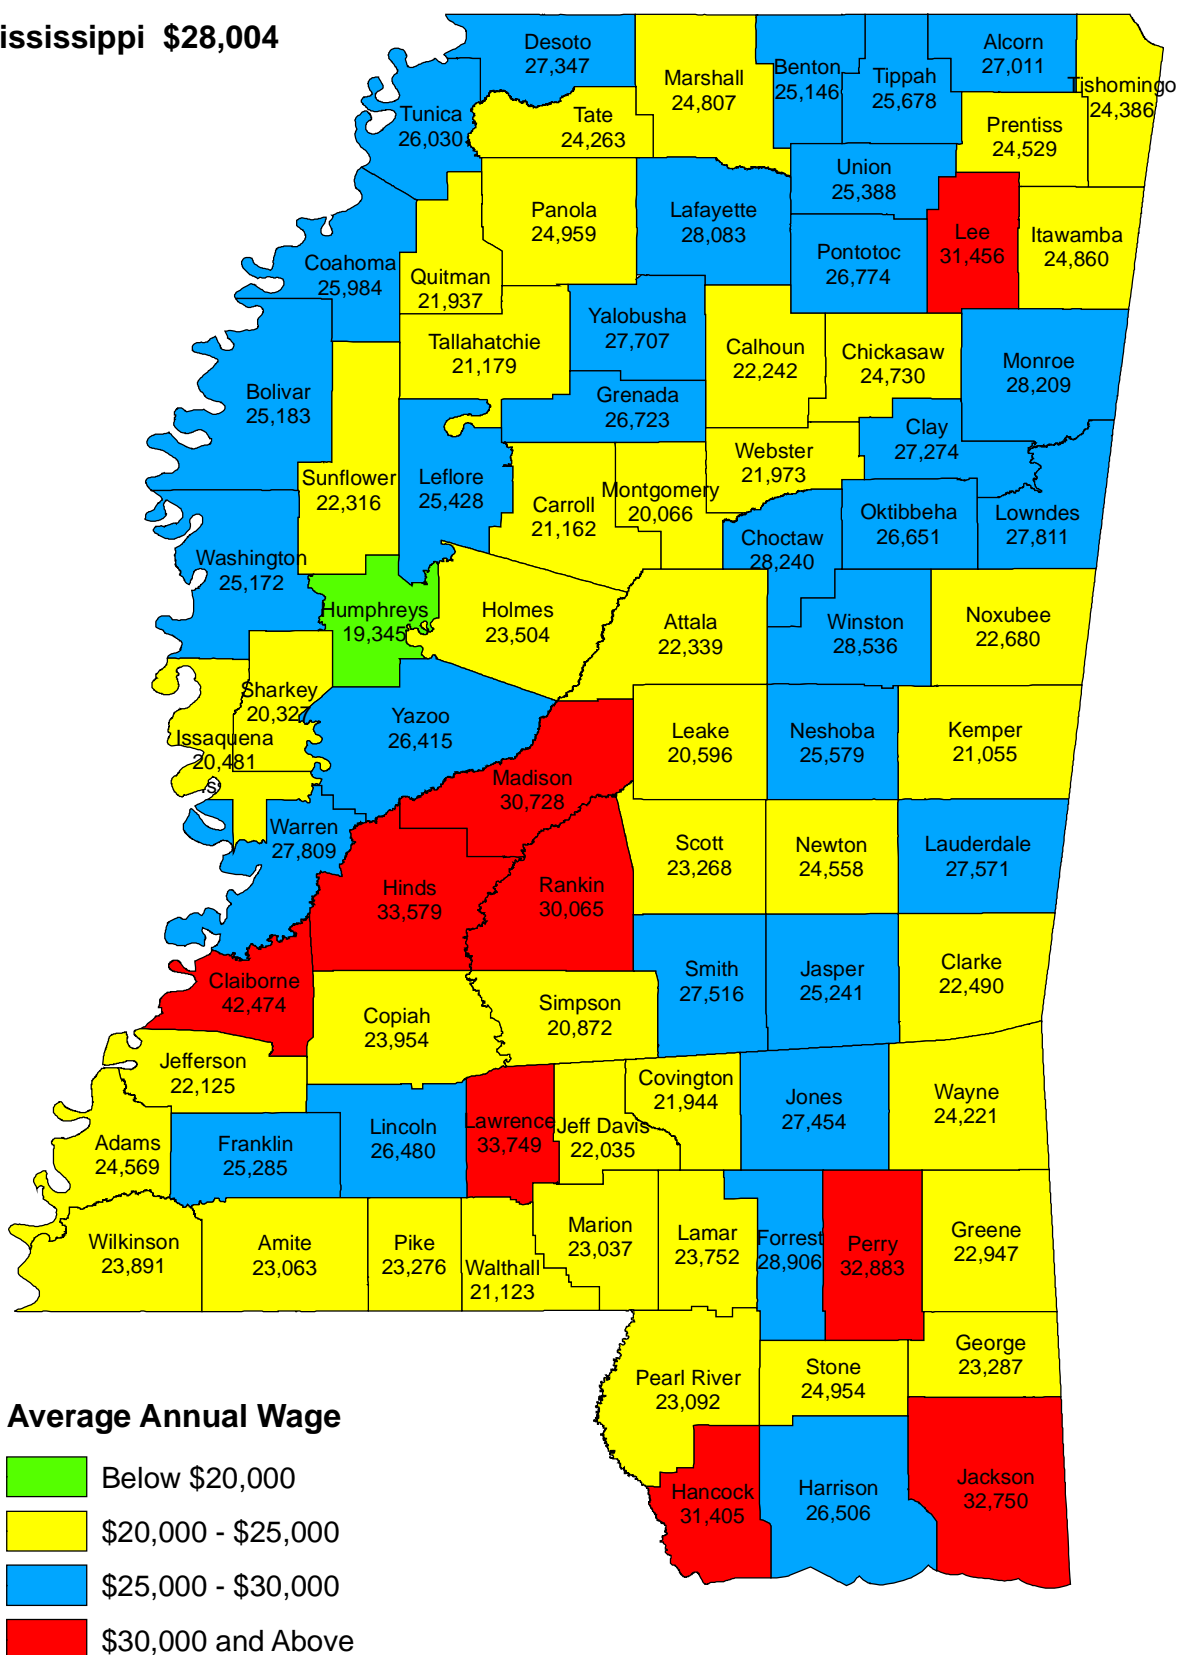 ississippi $28,004
Desoto
27,347
Marshall
24,807
Benton
25,146
Tippah
25,678
Alcorn
27,011
Tishomingo
24,386
Tunica
26,030
Tate
24,263
Prentiss
24,529
Union
25,388
Panola
24,959
Lafayette
28,083
Pontotoc
26,774
Lee
31,456
Itawamba
24,860
Coahoma
25,984
Quitman
21,937
Yalobusha
27,707
Tallahatchie
21,179
Calhoun
22,242
Chickasaw
24,730
Monroe
28,209
Bolivar
25,183
Grenada
26,723
Clay
27,274
Sunflower
22,316
Leflore
25,428
Carroll
21,162
Montgomery
20,066
Webster
21,973
Choctaw
28,240
Oktibbeha
26,651
Lowndes
27,811
Washington
25,172
Humphreys
19,345
Holmes
23,504
Attala
22,339
Winston
28,536
Noxubee
22,680
Sharkey
20,327
Issaquena
20,481
Yazoo
26,415
Leake
20,596
Neshoba
25,579
Kemper
21,055
Madison
30,728
Warren
27,809
Scott
23,268
Newton
24,558
Lauderdale
27,571
Hinds
33,579
Rankin
30,065
Claiborne
42,474
Smith
27,516
Jasper
25,241
Clarke
22,490
Copiah
23,954
Simpson
20,872
Jefferson
22,125
Covington
21,944
Jones
27,454
Wayne
24,221
Adams
24,569
Franklin
25,285
Lincoln
26,480
Lawrence
33,749
Jeff Davis
22,035
Wilkinson
23,891
Amite
23,063
Pike
23,276
Walthall
21,123
Marion
23,037
Lamar
23,752
Forrest
28,906
Perry
32,883
Greene
22,947
George
23,287
Pearl River
23,092
Stone
24,954
Hancock
31,405
Harrison
26,506
Jackson
32,750
Average Annual Wage
Below $20,000
$20,000 - $25,000
$25,000 - $30,000
$30,000 and Above